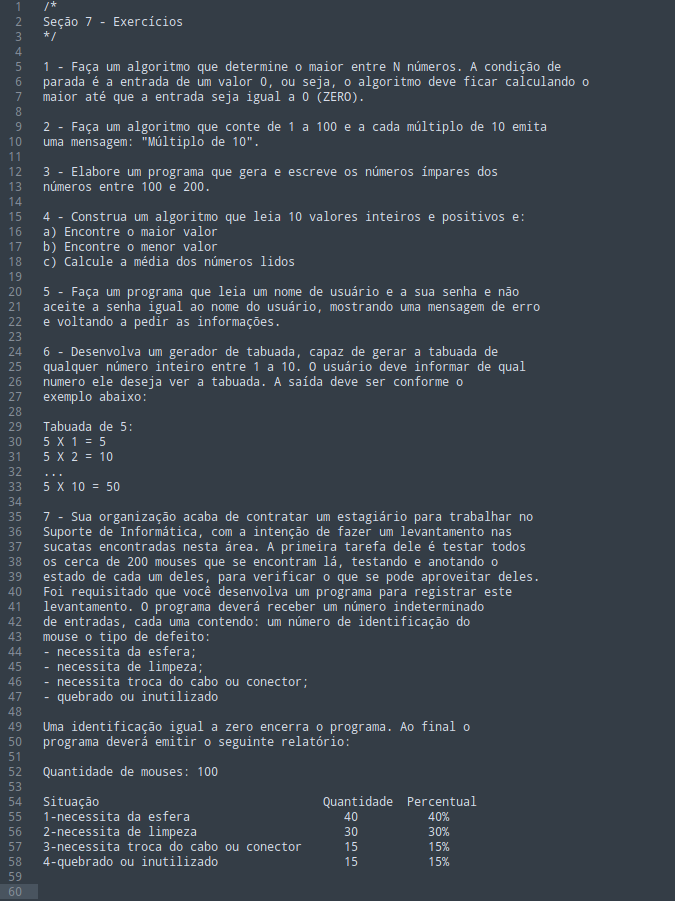 1 /*
2 Seção 7 - Exercícios
3 */
4
5 1 - Faça um algoritmo que determine o maior entre N números. A condição de
6 parada é a entrada de um valor 0, ou seja, o algoritmo deve ficar calculando o
7 maior até que a entrada seja igual a 0 (ZERO).
8
9 2 - Faça um algoritmo que conte de 1 a 100 e a cada múltiplo de 10 emita
10 uma mensagem: "Múltiplo de 10".
11
12 3 - Elabore um programa que gera e escreve os números ímpares dos
13 números entre 100 e 200.
14
15 4 - Construa um algoritmo que leia 10 valores inteiros e positivos e:
16 a) Encontre o maior valor
17 b) Encontre o menor valor
18 c) Calcule a média dos números lidos
19
20 5 - Faça um programa que leia um nome de usuário e a sua senha e não
21 aceite a senha igual ao nome do usuário, mostrando uma mensagem de erro
22 e voltando a pedir as informações.
23
24 6 - Desenvolva um gerador de tabuada, capaz de gerar a tabuada de
25 qualquer número inteiro entre 1 a 10. O usuário deve informar de qual
26 numero ele deseja ver a tabuada. A saída deve ser conforme o
27 exemplo abaixo:
28
29 Tabuada de 5:
30 5 X 1 = 5
31 5 X 2 = 10
32 ...
33 5 X 10 = 50
34
35 7 - Sua organização acaba de contratar um estagiário para trabalhar no
36 Suporte de Informática, com a intenção de fazer um levantamento nas
37 sucatas encontradas nesta área. A primeira tarefa dele é testar todos
38 os cerca de 200 mouses que se encontram lá, testando e anotando o
39 estado de cada um deles, para verificar o que se pode aproveitar deles.
40 Foi requisitado que você desenvolva um programa para registrar este
41 levantamento. O programa deverá receber um número indeterminado
42 de entradas, cada uma contendo: um número de identificação do
43 mouse o tipo de defeito:
44 - necessita da esfera;
45 - necessita de limpeza;
46 - necessita troca do cabo ou conector;
47 - quebrado ou inutilizado
48
49 Uma identificação igual a zero encerra o programa. Ao final o
50 programa deverá emitir o seguinte relatório:
51
52 Quantidade de mouses: 100
53
54 Situação Quantidade Percentual
55 1-necessita da esfera 40 40%
56 2-necessita de limpeza 30 30%
57 3-necessita troca do cabo ou conector 15 15%
58 4-quebrado ou inutilizado 15 15%
59
60